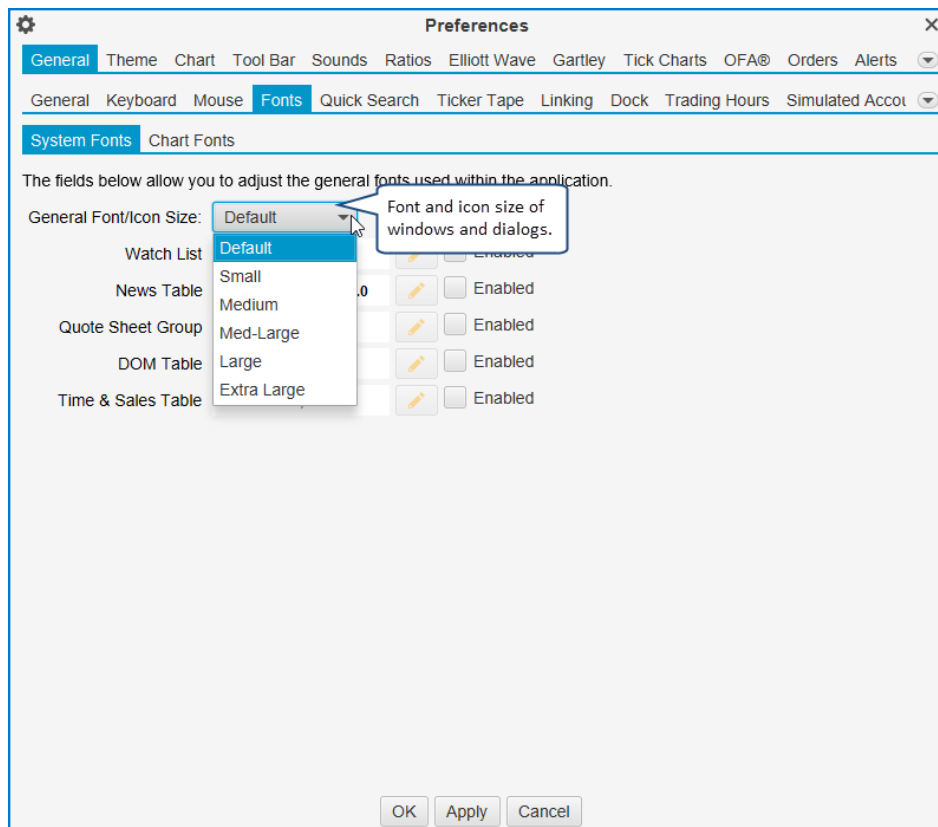 Preferences
General Theme Chart Tool Bar Sounds Ratios Elliott Wave Gartley Tick Charts OFA® Orders Alerts
General Keyboard Mouse Fonts Quick Search Ticker Tape Linking Dock Trading Hours Simulated Accou
System Fonts Chart Fonts
The fields below allow you to adjust the general fonts used within the application.
General Font/Icon Size: Default
Font and icon size of
windows and dialogs.
Watch List Default Enabled
Small
News Table .0 Enabled
Medium
Quote Sheet Group Med-Large Enabled
DOM Table Large Enabled
Extra Large
Time & Sales Table Enabled
OK Apply Cancel